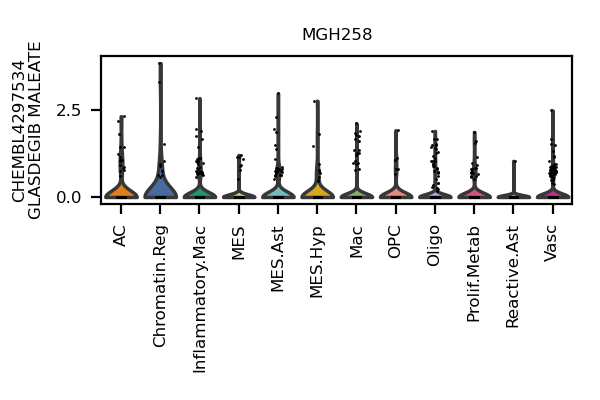 MGH258
CHEMBL4297534
GLASDEGIB MALEATE
2.5
0.0
AC
Chromatin.Reg
Inflammatory.Mac
MES
MES.Ast
MES.Hyp
Mac
OPC
Oligo
Prolif.Metab
Reactive.Ast
Vasc